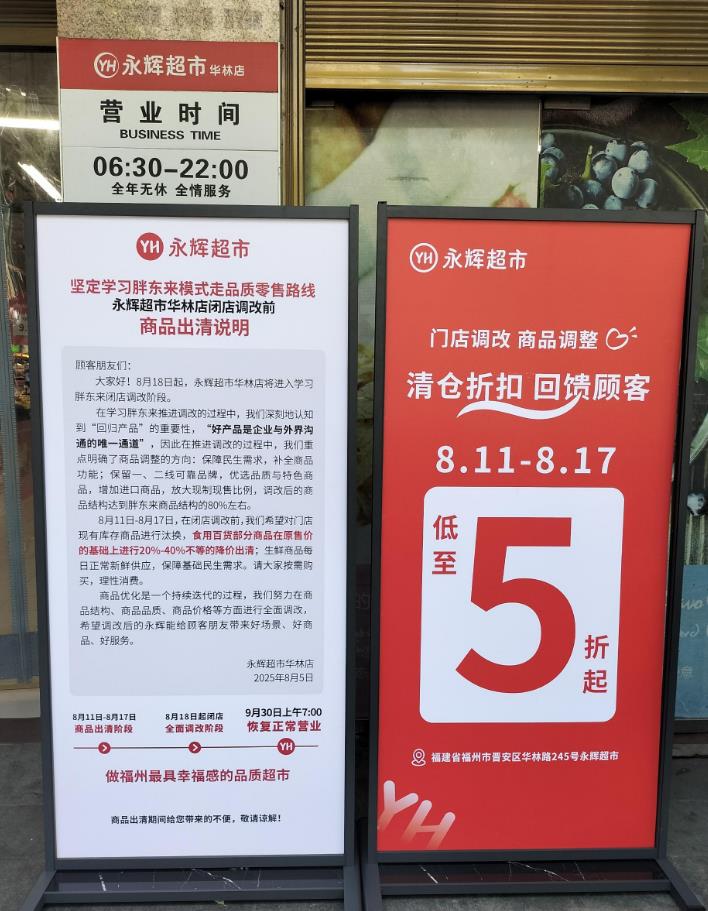 YH 永辉超市 华林店
营业时间
BUSINESS TIME
06:30-22:00
全年无休 全情服务
YH 永辉超市
坚定学习胖东来模式走品质零售路线
永辉超市华林店闭店调改前
商品出清说明
顾客朋友们：
大家好！8月18日起，永辉超市华林店将进入学习
胖东来闭店调改阶段。
在学习胖东来推进调改的过程中，我们深刻地认知
到“回归产品”的重要性，“好产品是企业与外界沟
通的唯一通道”，因此在推进调改的过程中，我们重
点明确了商品调整的方向：保障民生需求，补全商品
功能；保留一、二线可靠品牌，优选品质与特色商
品，增加进口商品，放大现制现售比例，调改后的商
品结构达到胖东来商品结构的80%左右。
8月11日-8月17日，在闭店调改前，我们希望对门店
现有库存商品进行汰换，食用百货部分商品在原售价
的基础上进行20%-40%不等的降价出清；生鲜商品每
日正常新鲜供应，保障基础民生需求。请大家按需购
买，理性消费。
商品优化是一个持续迭代的过程，我们努力在商
品结构、商品品质、商品价格等方面进行全面调改，
希望调改后的永辉能给顾客朋友带来好场景、好商
品、好服务。
永辉超市华林店
2025年8月5日
8月11日-8月17日
商品出清阶段
8月18日起闭店
全面调改阶段
9月30日上午7:00
恢复正常营业
YH
做福州最具幸福感的品质超市
商品出清期间给您带来的不便，敬请谅解！
YH 永辉超市
门店调改 商品调整
清仓折扣 回馈顾客
8.11-8.17
低至
5
折起
福建省福州市晋安区华林路245号永辉超市
YH